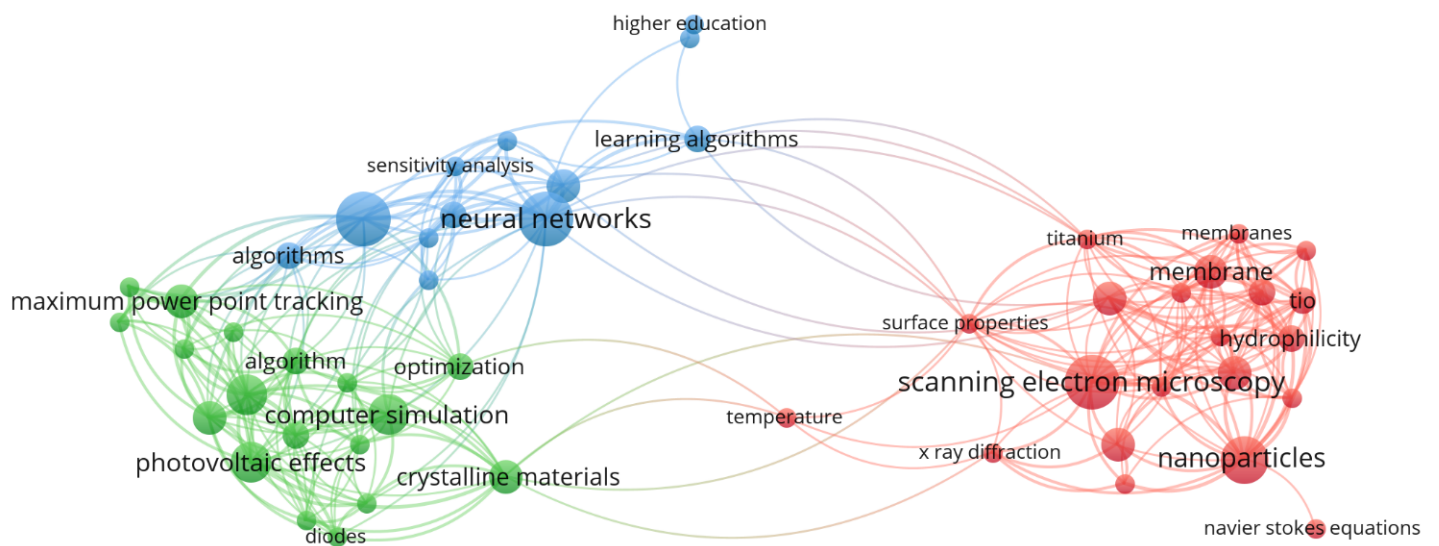 higher education
learning algorithms
sensitivity analysis
neural networks
algorithms
titanium
membranes
membrane
maximum power point tracking
tio
surface properties
hydrophilicity
algorithm
optimization
scanning electron microscopy
computer simulation
temperature
x ray diffraction
nanoparticles
photovoltaic effects
crystalline materials
navier stokes equations
diodes